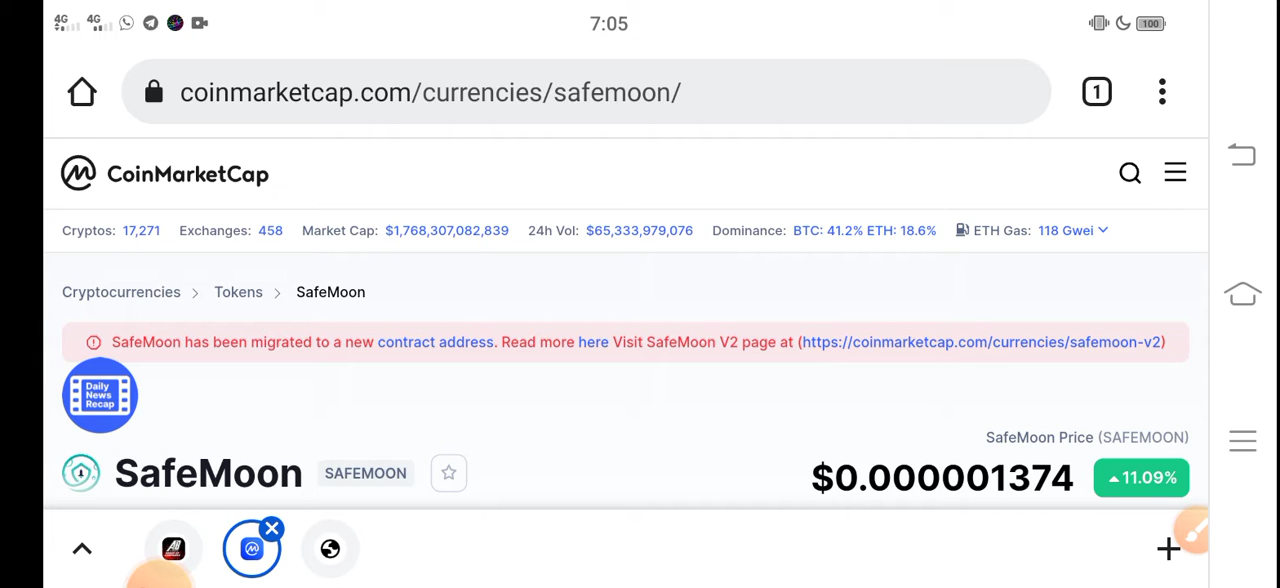 4G 4G 7:05 100
coinmarketcap.com/currencies/safemoon/ 1
CoinMarketCap
Cryptos: 17,271 Exchanges: 458 Market Cap: $1,768,307,082,839 24h Vol: $65,333,979,076 Dominance: BTC: 41.2% ETH: 18.6% ETH Gas: 118 Gwei
Cryptocurrencies > Tokens > SafeMoon
SafeMoon has been migrated to a new contract address. Read more here Visit SafeMoon V2 page at (https://coinmarketcap.com/currencies/safemoon-v2)
Daily
News
Recap
SafeMoon Price (SAFEMOON)
SafeMoon SAFEMOON $0.000001374 11.09%